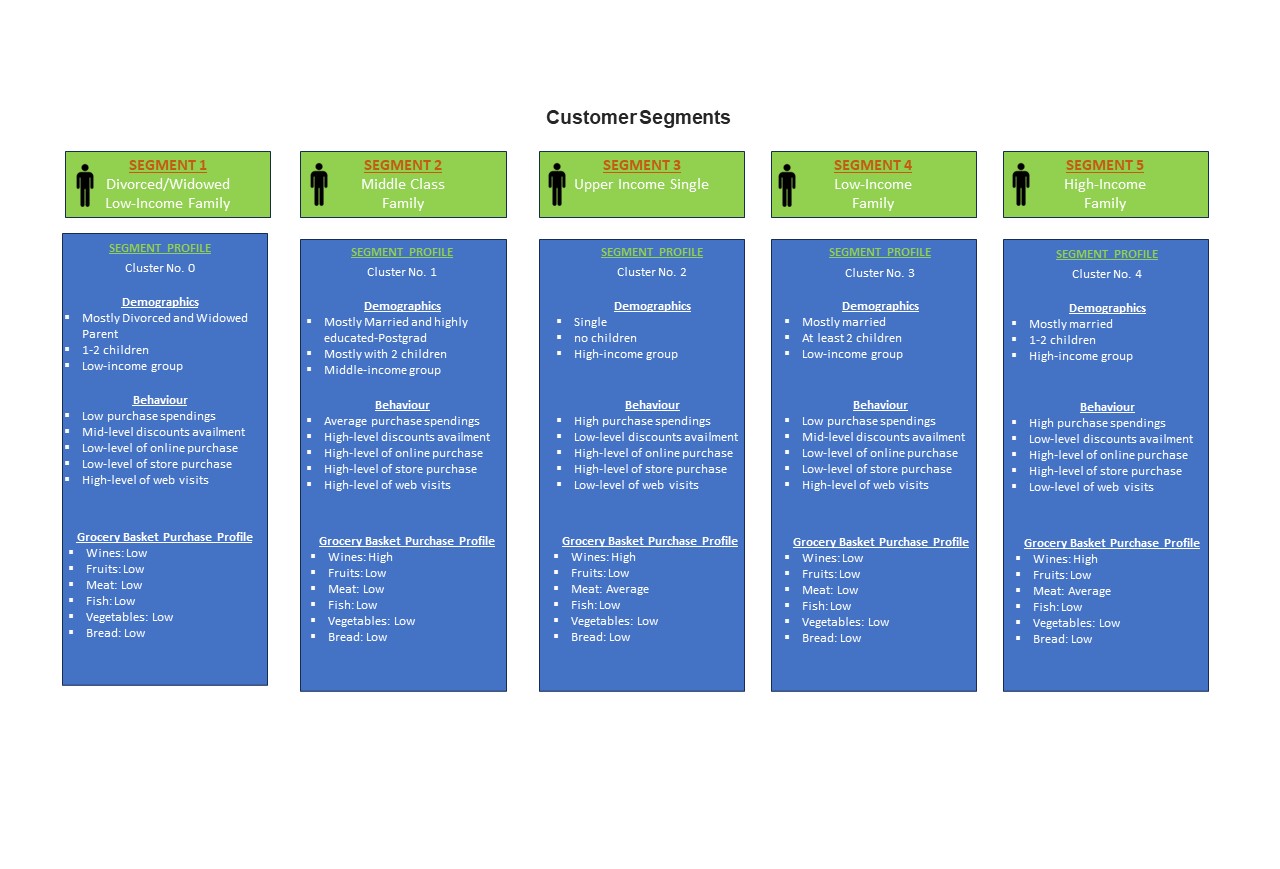 Customer Segments
SEGMENT 1
Divorced/Widowed
Low-Income Family
SEGMENT PROFILE
Cluster No. 0
Demographics
▪ Mostly Divorced and Widowed
Parent
▪ 1-2 children
▪ Low-income group
Behaviour
▪ Low purchase spendings
▪ Mid-level discounts availment
▪ Low-level of online purchase
▪ Low-level of store purchase
▪ High-level of web visits
Grocery Basket Purchase Profile
▪ Wines: Low
▪ Fruits: Low
▪ Meat: Low
▪ Fish: Low
▪ Vegetables: Low
▪ Bread: Low
SEGMENT 2
Middle Class
Family
SEGMENT PROFILE
Cluster No. 1
Demographics
▪ Mostly Married and highly
educated-Postgrad
▪ Mostly with 2 children
▪ Middle-income group
Behaviour
▪ Average purchase spendings
▪ High-level discounts availment
▪ High-level of online purchase
▪ High-level of store purchase
▪ High-level of web visits
Grocery Basket Purchase Profile
▪ Wines: High
▪ Fruits: Low
▪ Meat: Low
▪ Fish: Low
▪ Vegetables: Low
▪ Bread: Low
SEGMENT 3
Upper Income Single
SEGMENT PROFILE
Cluster No. 2
Demographics
▪ Single
▪ no children
▪ High-income group
Behaviour
▪ High purchase spendings
▪ Low-level discounts availment
▪ High-level of online purchase
▪ High-level of store purchase
▪ Low-level of web visits
Grocery Basket Purchase Profile
▪ Wines: High
▪ Fruits: Low
▪ Meat: Average
▪ Fish: Low
▪ Vegetables: Low
▪ Bread: Low
SEGMENT 4
Low-Income
Family
SEGMENT PROFILE
Cluster No. 3
Demographics
▪ Mostly married
▪ At least 2 children
▪ Low-income group
Behaviour
▪ Low purchase spendings
▪ Mid-level discounts availment
▪ Low-level of online purchase
▪ Low-level of store purchase
▪ High-level of web visits
Grocery Basket Purchase Profile
▪ Wines: Low
▪ Fruits: Low
▪ Meat: Low
▪ Fish: Low
▪ Vegetables: Low
▪ Bread: Low
SEGMENT 5
High-Income
Family
SEGMENT PROFILE
Cluster No. 4
Demographics
▪ Mostly married
▪ 1-2 children
▪ High-income group
Behaviour
▪ High purchase spendings
▪ Low-level discounts availment
▪ High-level of online purchase
▪ High-level of store purchase
▪ Low-level of web visits
Grocery Basket Purchase Profile
▪ Wines: High
▪ Fruits: Low
▪ Meat: Average
▪ Fish: Low
▪ Vegetables: Low
▪ Bread: Low